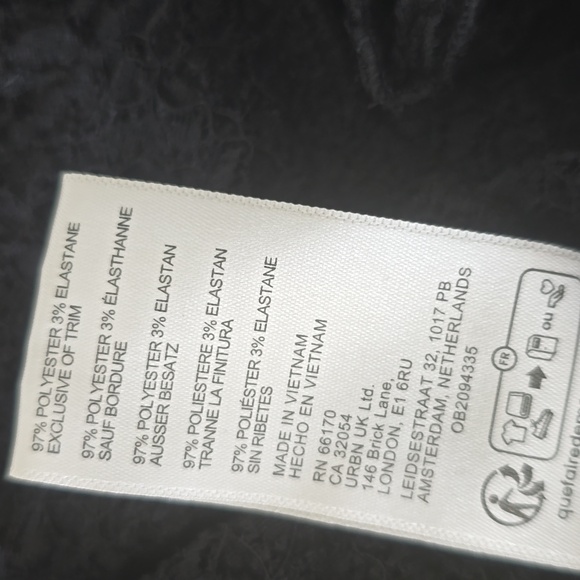 97% POLYESTER 3% ELASTANE
EXCLUSIVE OF TRIM
97% POLYESTER 3% ÉLASTHANNE
SAUF BORDURE
97% POLYESTER 3% ELASTAN
AUSSER BESATZ
97% POLIESTERE 3% ELASTAN
TRANNE LA FINITURA
97% POLIÉSTER 3% ELASTANE
SIN RIBETES
MADE IN VIETNAM
HECHO EN VIETNAM
RN 66170
CA 32054
URBN UK Ltd.
146 Brick Lane,
LONDON, E1 6RU
LEIDSESTRAAT 32, 1017 PB
AMSTERDAM, NETHERLANDS
OB2094335
FR
ou